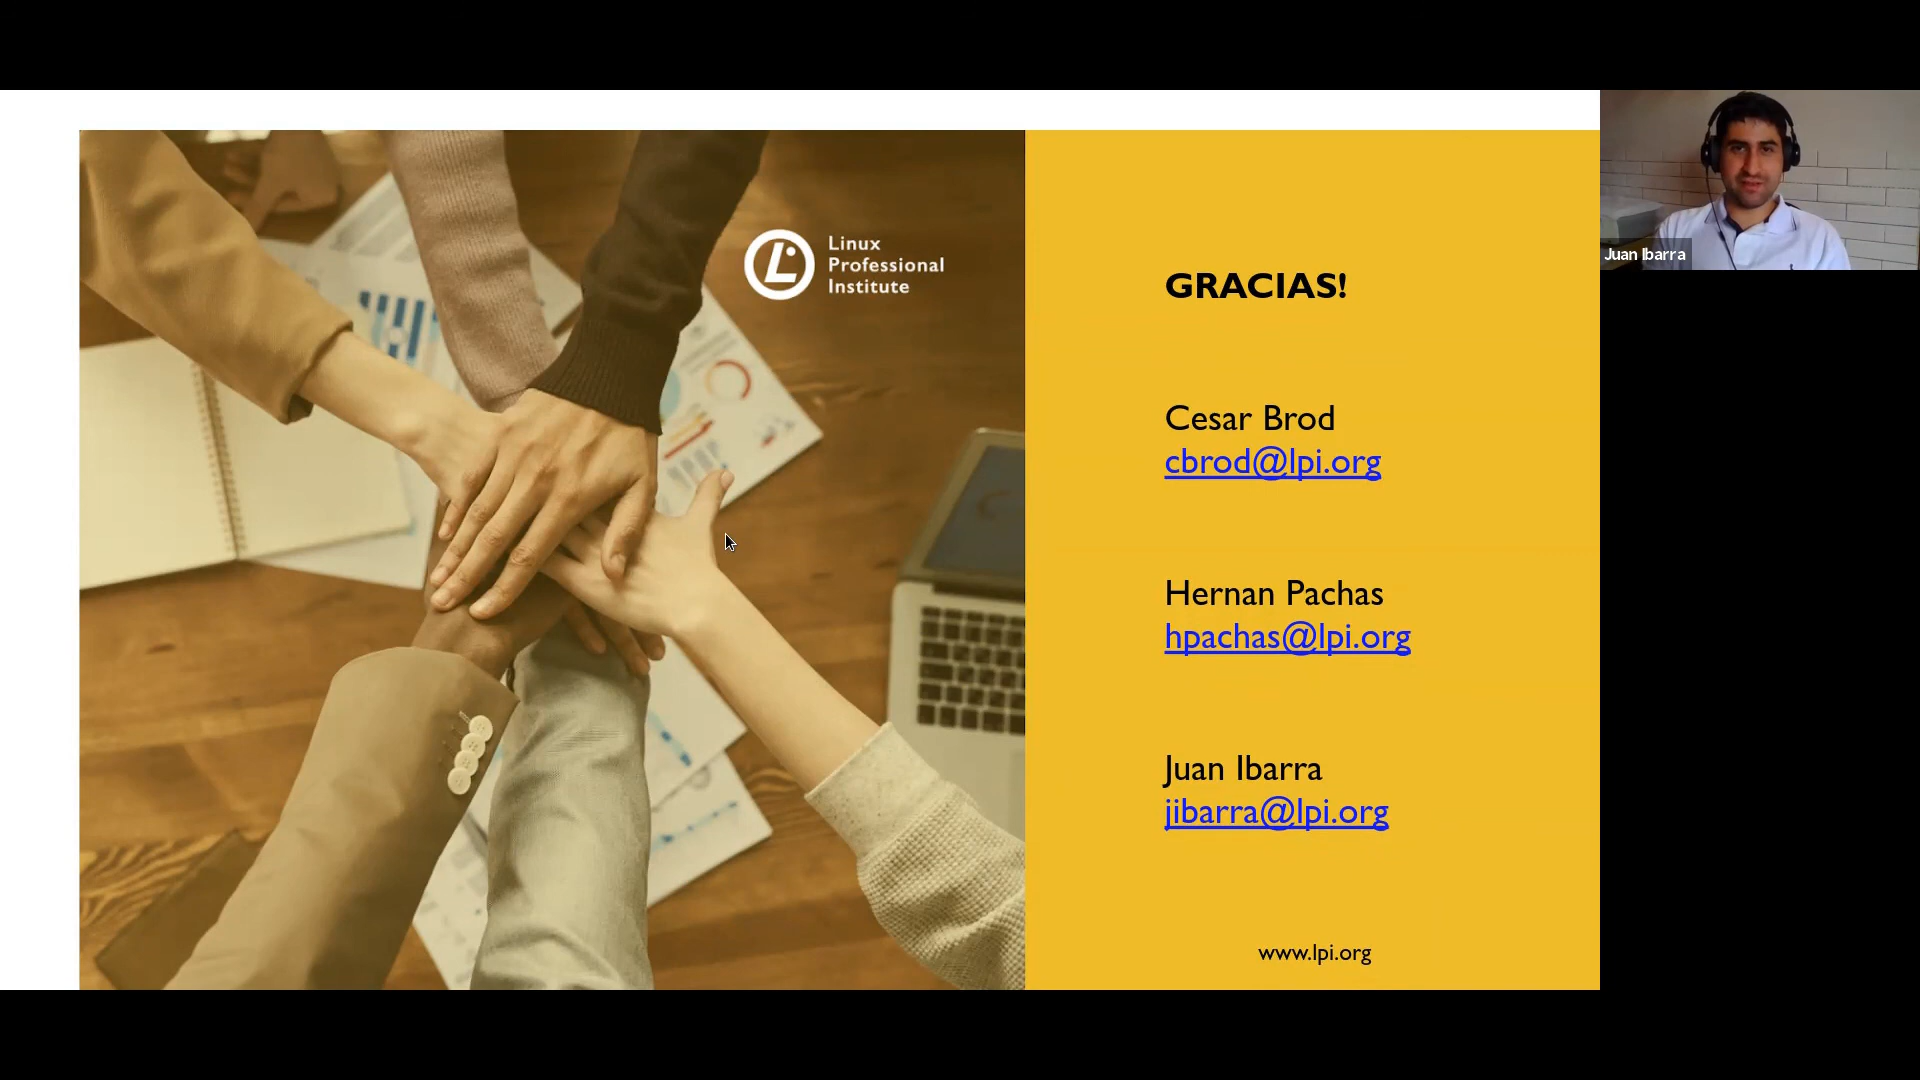 Linux
Professional
Institute
GRACIAS!
Cesar Brod
cbrod@lpi.org
Hernan Pachas
hpachas@lpi.org
Juan Ibarra
jibarra@lpi.org
www.lpi.org
Juan Ibarra